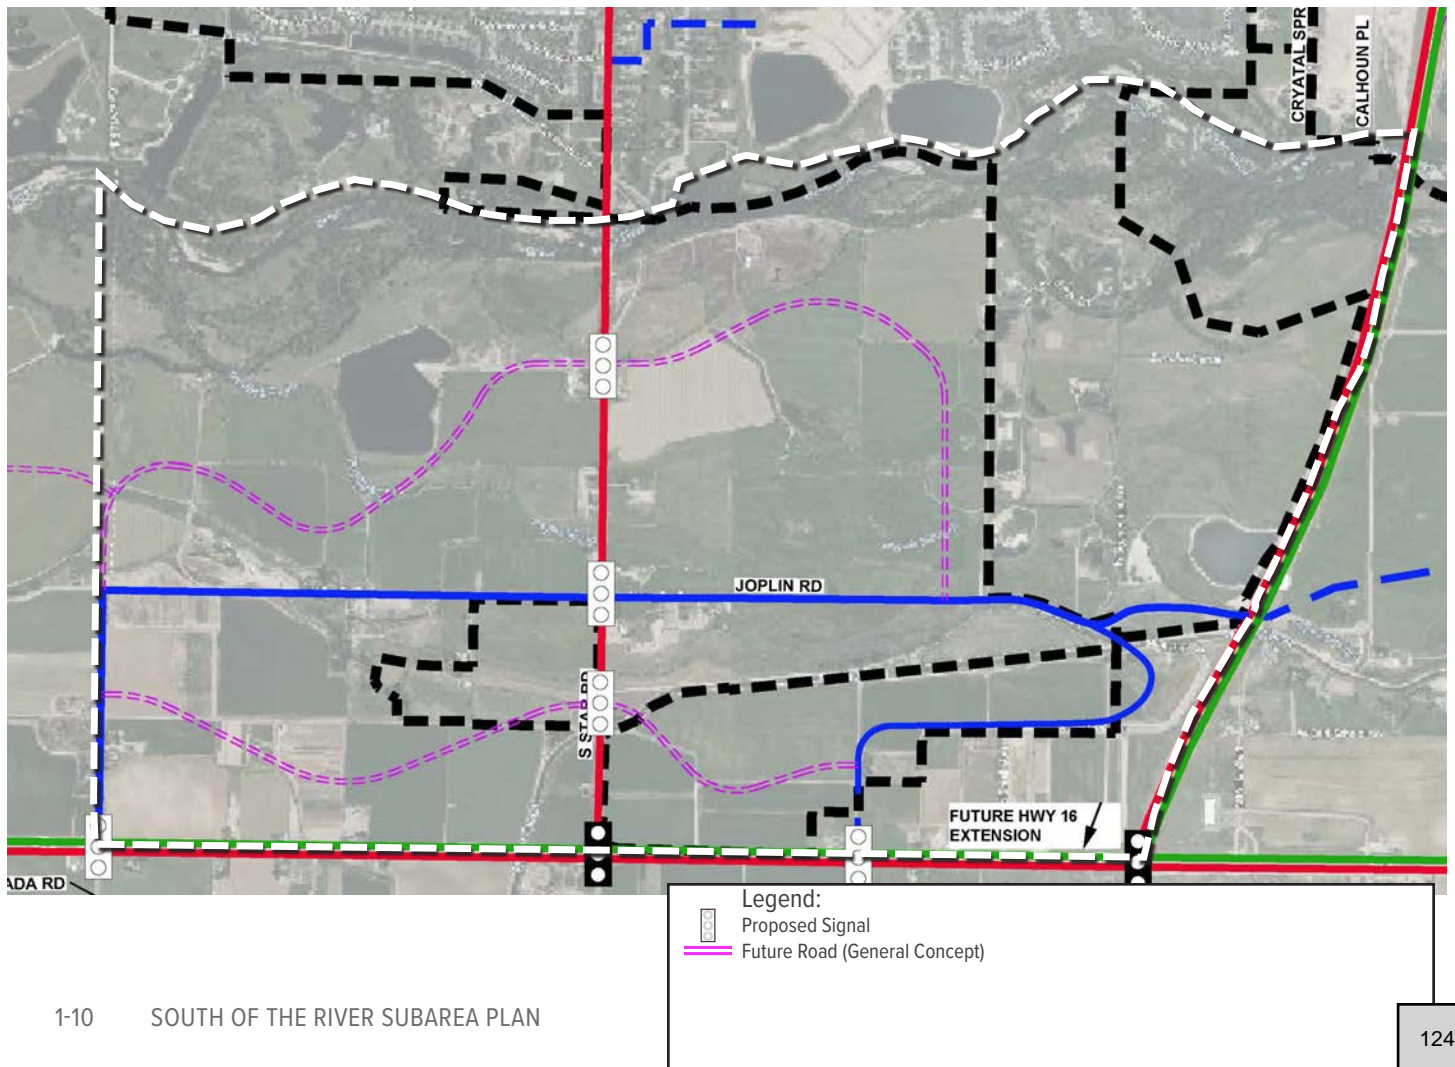 CRYATAL SPR
CALHOUN PL
JOPLIN RD
S STAR RD
FUTURE HWY 16
EXTENSION
ADA RD
Legend:
Proposed Signal
Future Road (General Concept)
1-10 SOUTH OF THE RIVER SUBAREA PLAN
124